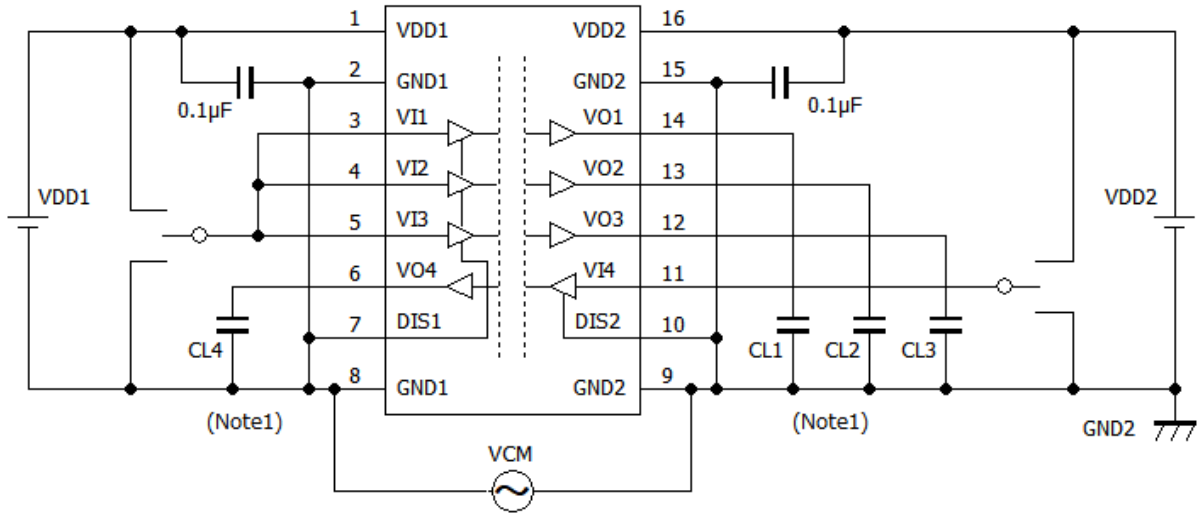 1 VDD1 VDD2 16
2 GND1 GND2 15
0.1μF 0.1μF
3 VI1 VO1 14
4 VI2 VO2 13
VDD1 VDD2
5 VI3 VO3 12
6 VO4 VI4 11
7 DIS1 DIS2 10
CL4 CL1 CL2 CL3
8 GND1 GND2 9
(Note1) (Note1) GND2
VCM